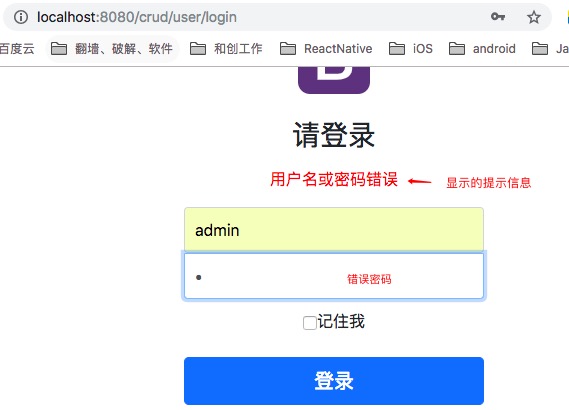 localhost:8080/crud/user/login
百度云 翻墙、破解、软件 和创工作 ReactNative iOS android Ja
B
请登录
用户名或密码错误 显示的提示信息
admin
• 错误密码
记住我
登录